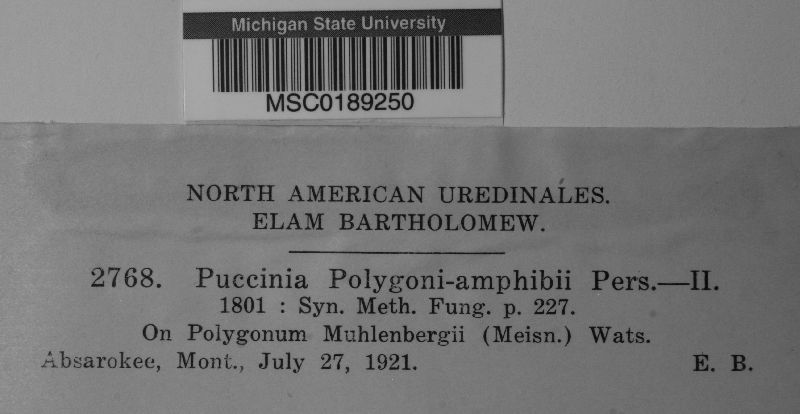 Michigan State University
MSC0189250
NORTH AMERICAN UREDINALES.
ELAM BARTHOLOMEW.
2768. Puccinia Polygoni-amphibii Pers.—II.
1801 : Syn. Meth. Fung. p. 227.
On Polygonum Muhlenbergii (Meisn.) Wats.
Absarokee, Mont., July 27, 1921. E. B.